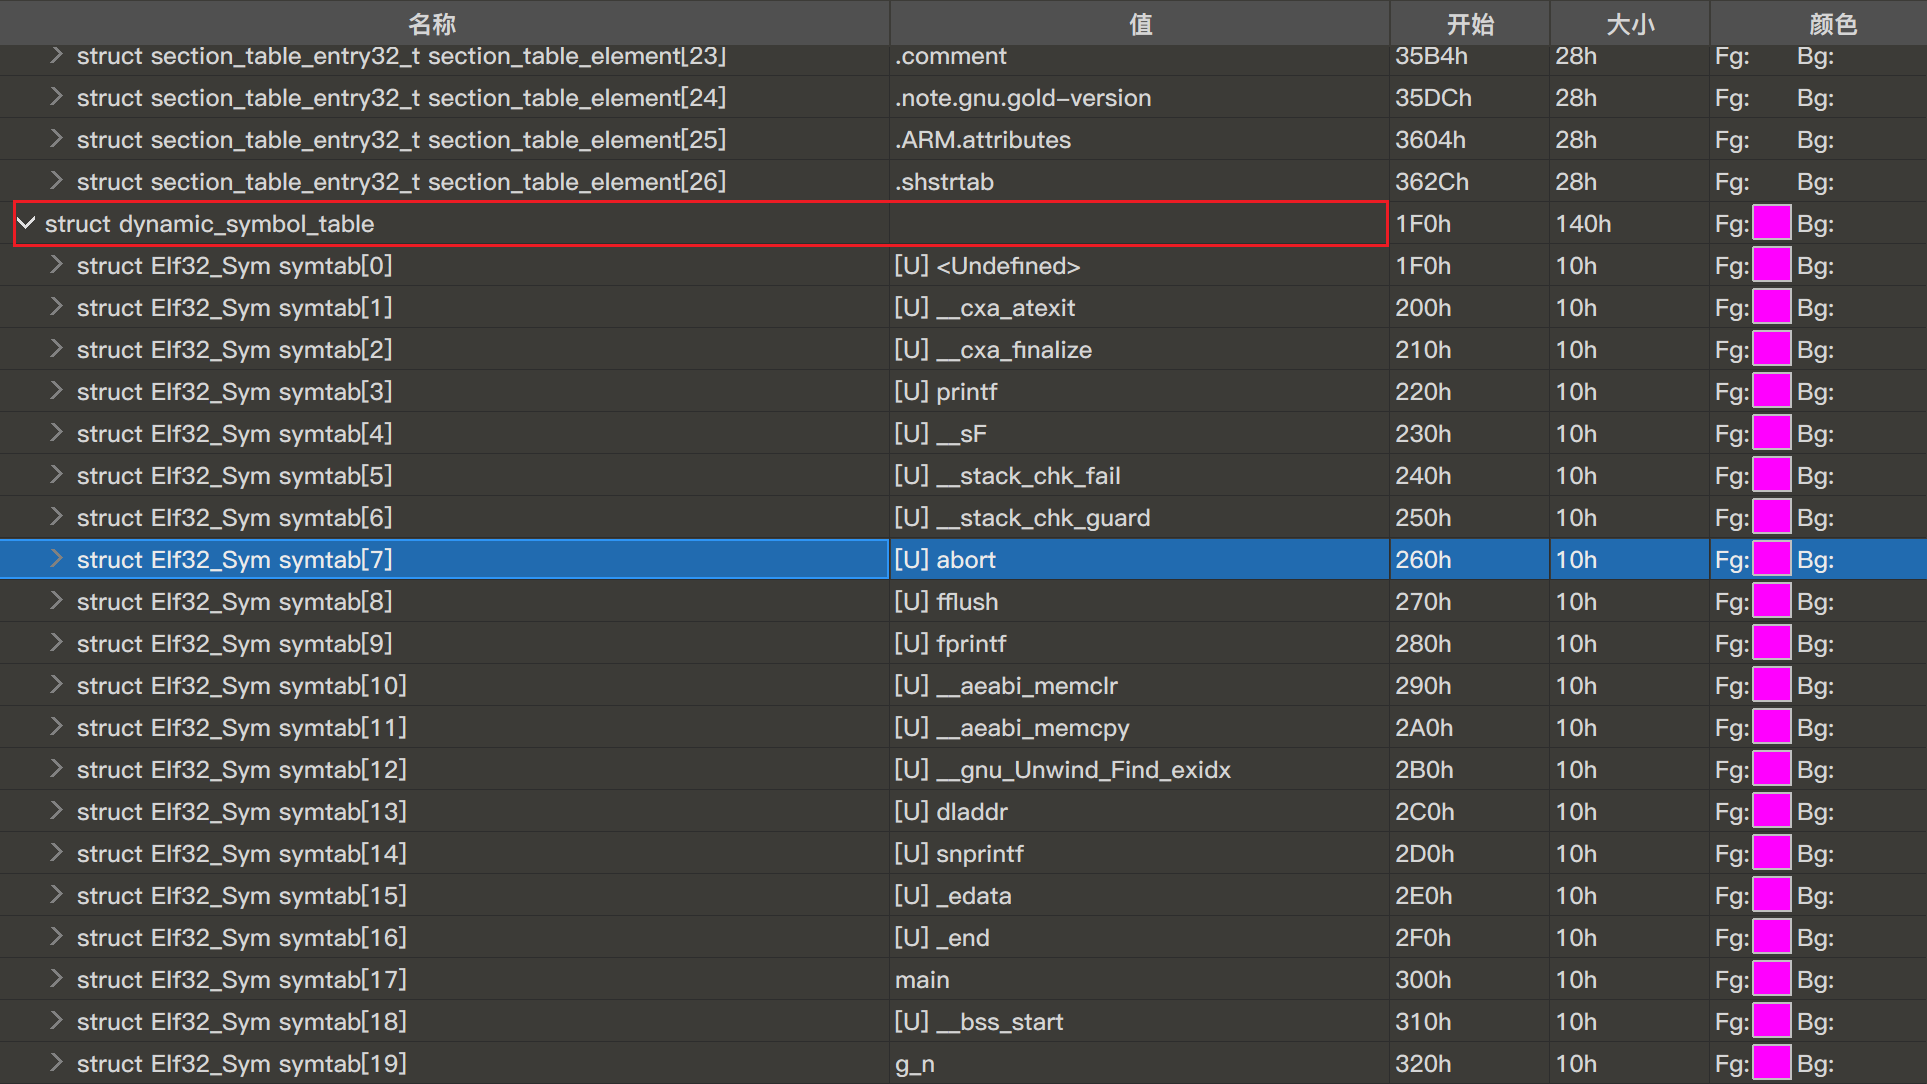 名称 值 开始 大小 颜色
struct section_table_entry32_t section_table_element[23] .comment 35B4h 28h Fg: Bg:
struct section_table_entry32_t section_table_element[24] .note.gnu.gold-version 35DCh 28h Fg: Bg:
struct section_table_entry32_t section_table_element[25] .ARM.attributes 3604h 28h Fg: Bg:
struct section_table_entry32_t section_table_element[26] .shstrtab 362Ch 28h Fg: Bg:
struct dynamic_symbol_table 1F0h 140h Fg: Bg:
struct Elf32_Sym symtab[0] [U] <Undefined> 1F0h 10h Fg: Bg:
struct Elf32_Sym symtab[1] [U] __cxa_atexit 200h 10h Fg: Bg:
struct Elf32_Sym symtab[2] [U] __cxa_finalize 210h 10h Fg: Bg:
struct Elf32_Sym symtab[3] [U] printf 220h 10h Fg: Bg:
struct Elf32_Sym symtab[4] [U] __sF 230h 10h Fg: Bg:
struct Elf32_Sym symtab[5] [U] __stack_chk_fail 240h 10h Fg: Bg:
struct Elf32_Sym symtab[6] [U] __stack_chk_guard 250h 10h Fg: Bg:
struct Elf32_Sym symtab[7] [U] abort 260h 10h Fg: Bg:
struct Elf32_Sym symtab[8] [U] fflush 270h 10h Fg: Bg:
struct Elf32_Sym symtab[9] [U] fprintf 280h 10h Fg: Bg:
struct Elf32_Sym symtab[10] [U] __aeabi_memclr 290h 10h Fg: Bg:
struct Elf32_Sym symtab[11] [U] __aeabi_memcpy 2A0h 10h Fg: Bg:
struct Elf32_Sym symtab[12] [U] __gnu_Unwind_Find_exidx 2B0h 10h Fg: Bg:
struct Elf32_Sym symtab[13] [U] dladdr 2C0h 10h Fg: Bg:
struct Elf32_Sym symtab[14] [U] snprintf 2D0h 10h Fg: Bg:
struct Elf32_Sym symtab[15] [U] _edata 2E0h 10h Fg: Bg:
struct Elf32_Sym symtab[16] [U] _end 2F0h 10h Fg: Bg:
struct Elf32_Sym symtab[17] main 300h 10h Fg: Bg:
struct Elf32_Sym symtab[18] [U] __bss_start 310h 10h Fg: Bg:
struct Elf32_Sym symtab[19] g_n 320h 10h Fg: Bg: